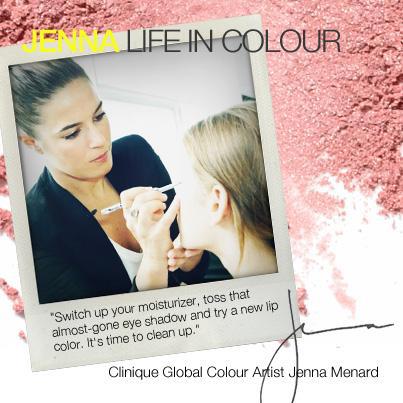 JENNA LIFE IN COLOUR
"Switch up your moisturizer, toss that
almost-gone eye shadow and try a new lip
color. It's time to clean up."
Jenna
Clinique Global Colour Artist Jenna Menard